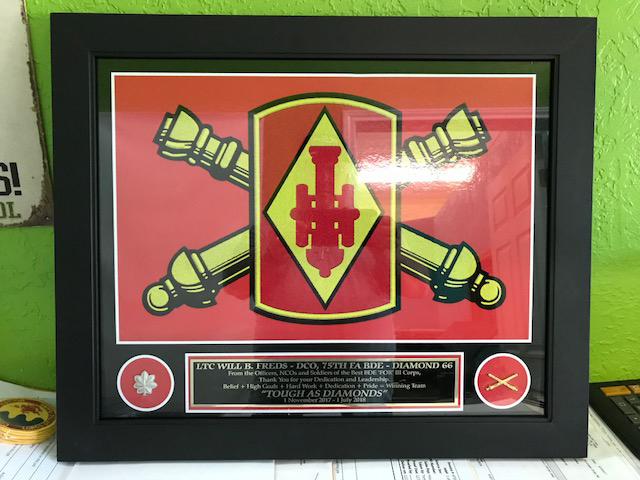 S!
OL
LTC WILL B. FREDS - DCO, 75TH FA BDE - DIAMOND 66
From the Officers, NCOs and Soldiers of the Best BDE "FOR" III Corps,
Thank You for your Dedication and Leadership.
Belief + High Goals + Hard Work + Dedication + Pride = Winning Team
"TOUGH AS DIAMONDS"
1 November 2017 - 1 July 2018